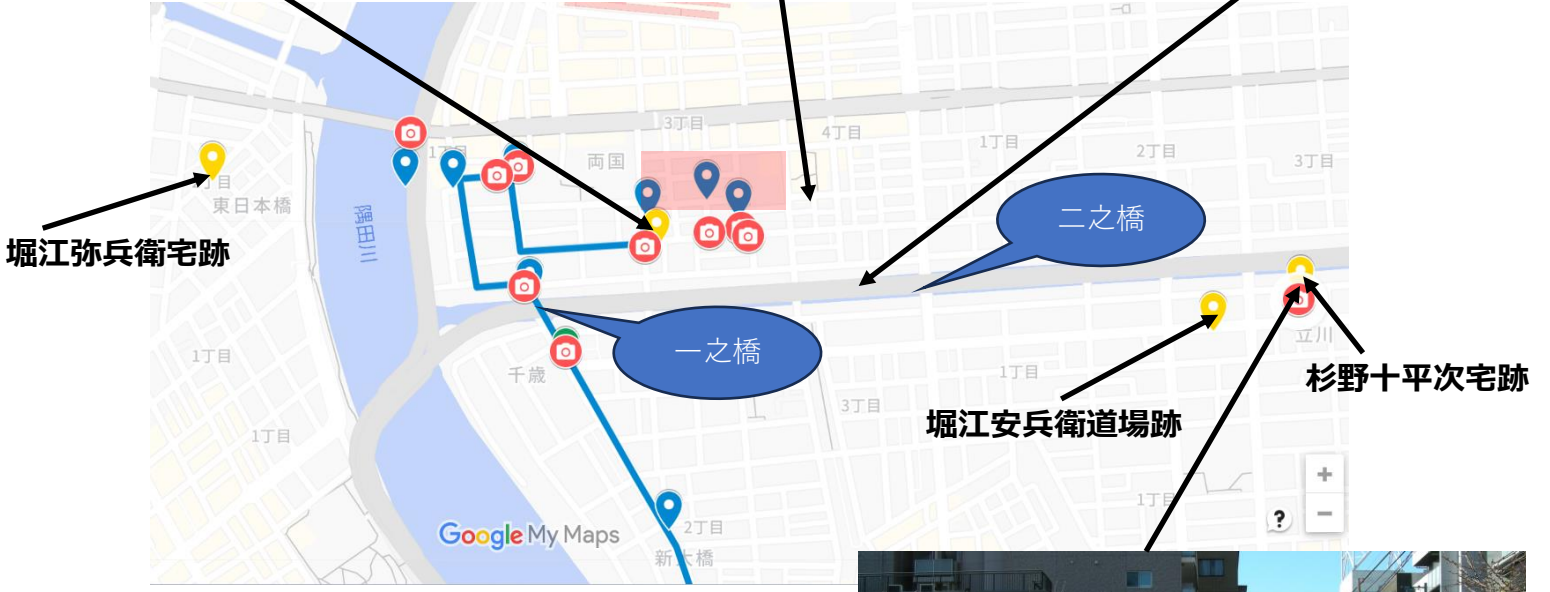 3丁目
4丁目
1丁目
2丁目
3丁目
1丁目
両国
丁目
東日本橋
隅田川
堀江弥兵衛宅跡
二之橋
一之橋
立川
杉野十平次宅跡
1丁目
千歳
1丁目
3丁目
堀江安兵衛道場跡
1丁目
1丁目
2丁目
新大橋
Google My Maps
+
−
?